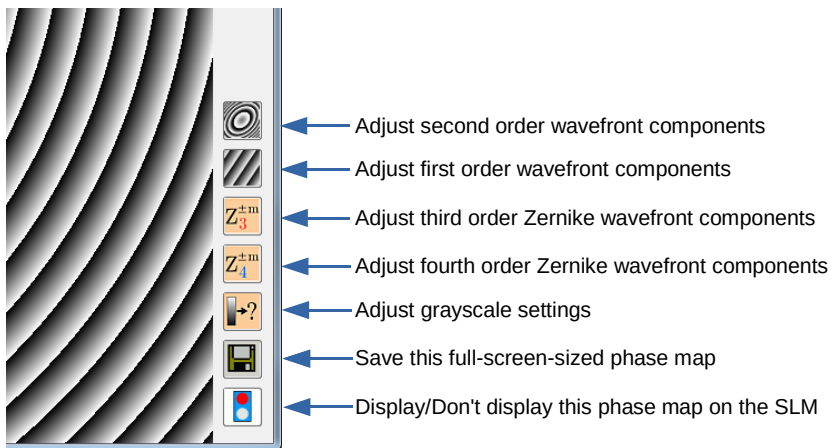 Adjust second order wavefront components
Adjust first order wavefront components
Z±m3 Adjust third order Zernike wavefront components
Z±m4 Adjust fourth order Zernike wavefront components
→? Adjust grayscale settings
Save this full-screen-sized phase map
Display/Don't display this phase map on the SLM